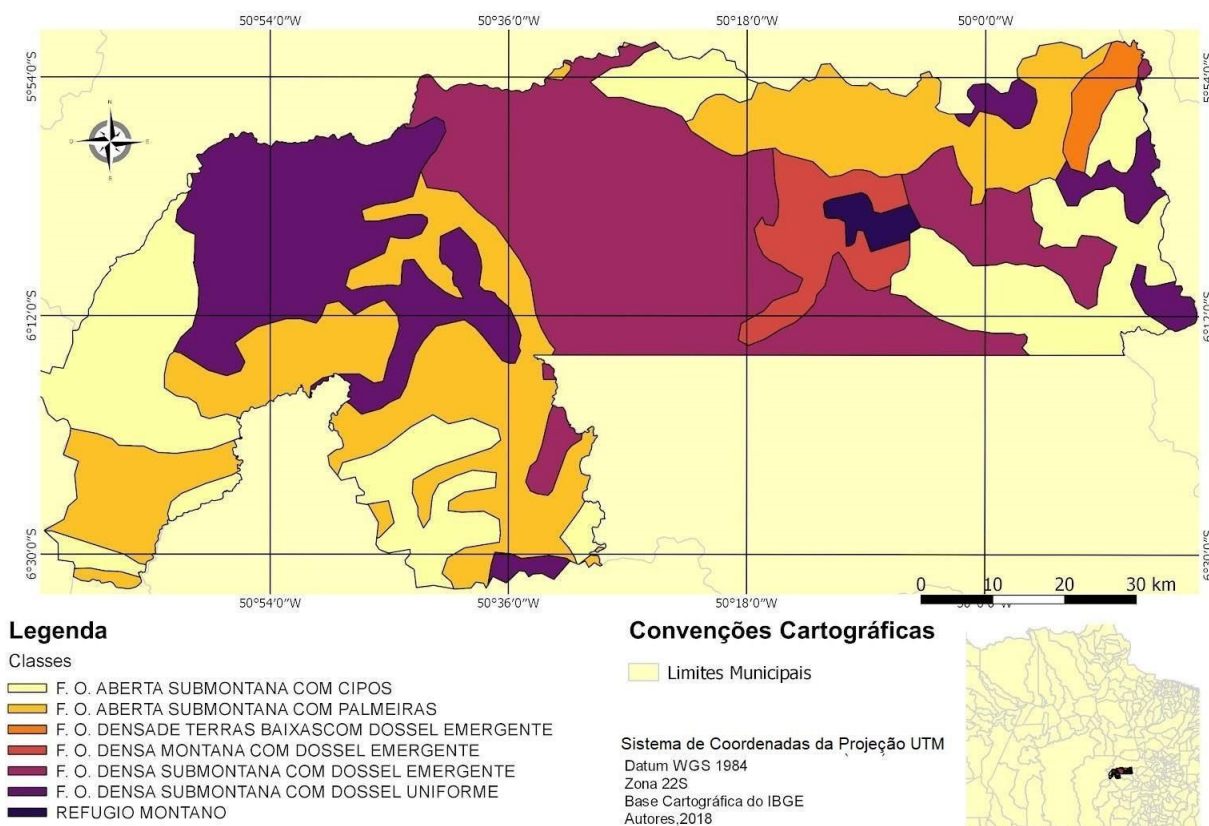 50°54'0"W 50°36'0"W 50°18'0"W 50°0'0"W
5°54'0"S 5°54'0"S
N
O E
S
6°12'0"S 6°12'0"S
6°30'0"S 6°30'0"S
0 10 20 30 km
50°54'0"W 50°36'0"W 50°18'0"W 50°0'0"W
Legenda
Classes
F. O. ABERTA SUBMONTANA COM CIPOS
F. O. ABERTA SUBMONTANA COM PALMEIRAS
F. O. DENSADE TERRAS BAIXASCOM DOSSEL EMERGENTE
F. O. DENSA MONTANA COM DOSSEL EMERGENTE
F. O. DENSA SUBMONTANA COM DOSSEL EMERGENTE
F. O. DENSA SUBMONTANA COM DOSSEL UNIFORME
REFUGIO MONTANO
Convenções Cartográficas
Limites Municipais
Sistema de Coordenadas da Projeção UTM
Datum WGS 1984
Zona 22S
Base Cartográfica do IBGE
Autores,2018